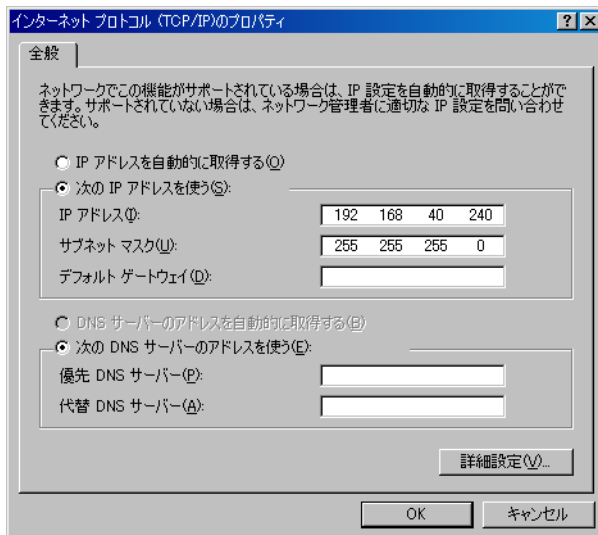 インターネット プロトコル (TCP/IP)のプロパティ
全般
ネットワークでこの機能がサポートされている場合は、IP 設定を自動的に取得することがで
きます。サポートされていない場合は、ネットワーク管理者に適切な IP 設定を問い合わせ
てください。
IP アドレスを自動的に取得する(O)
次の IP アドレスを使う(S):
IP アドレス(I): 192 168 40 240
サブネット マスク(U): 255 255 255 0
デフォルト ゲートウェイ(D):
DNS サーバーのアドレスを自動的に取得する(B)
次の DNS サーバーのアドレスを使う(E):
優先 DNS サーバー(P):
代替 DNS サーバー(A):
詳細設定(V)...
OK キャンセル